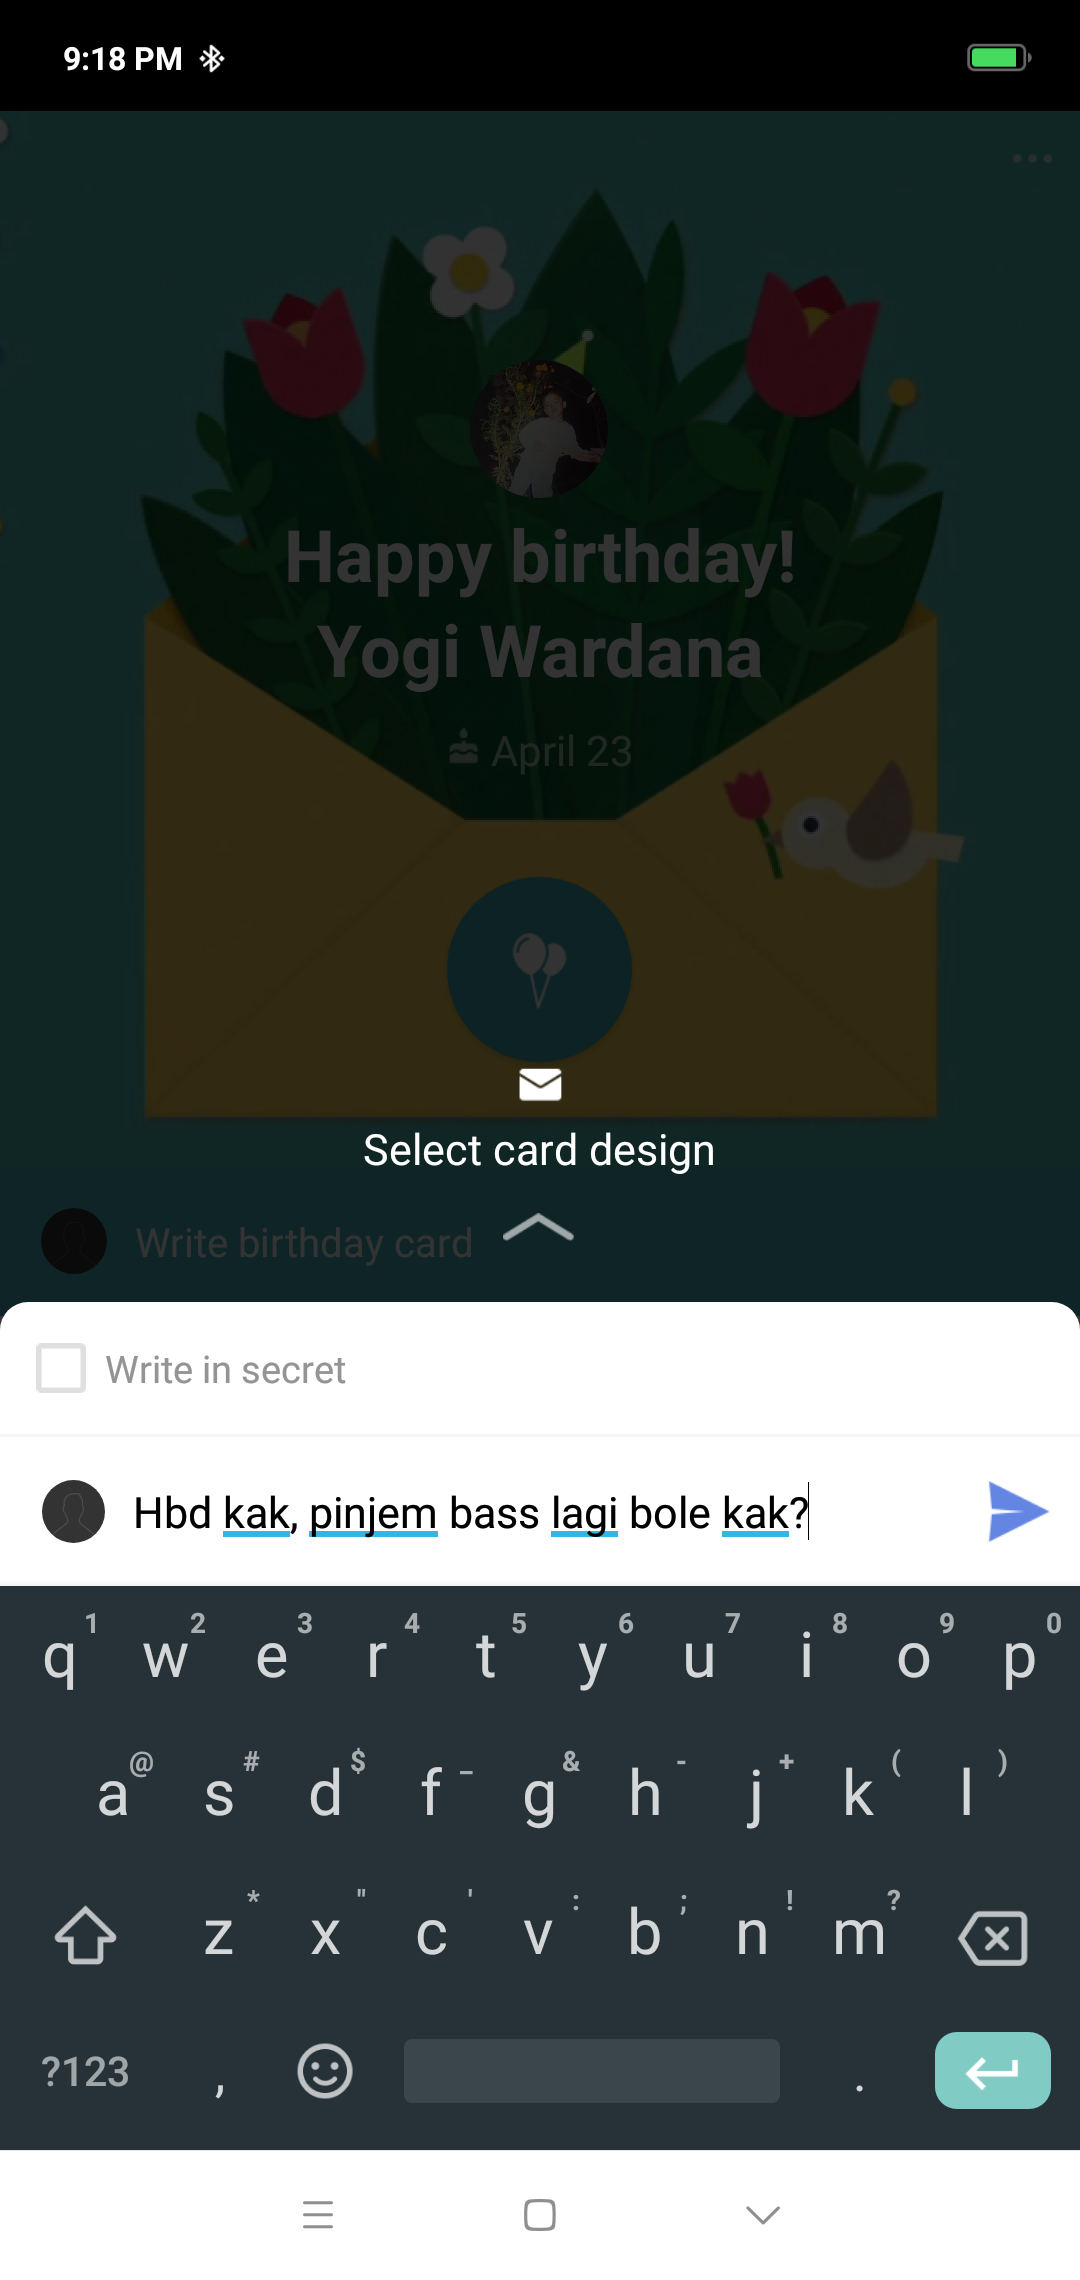 9:18 PM
Happy birthday!
Yogi Wardana
April 23
Select card design
Write birthday card
Write in secret
Hbd kak, pinjem bass lagi bole kak?
1 2 3 4 5 6 7 8 9 0
q w e r t y u i o p
@ # $ _ & - + ( )
a s d f g h j k l
* " ' : ; ! ?
z x c v b n m
?123 , .